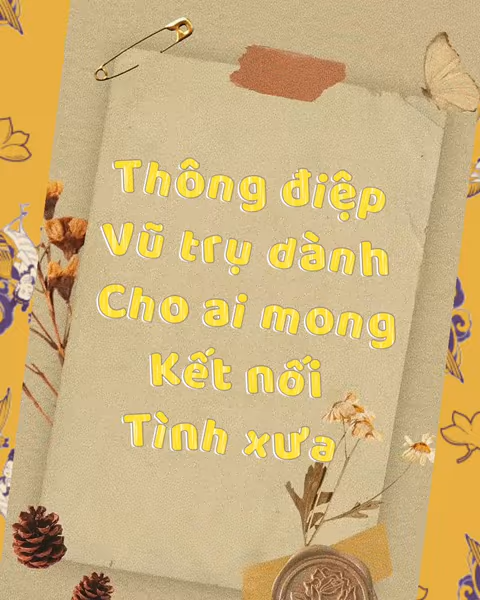 Thông điệp
Vũ trụ dành
Cho ai mong
Kết nối
Tình xưa